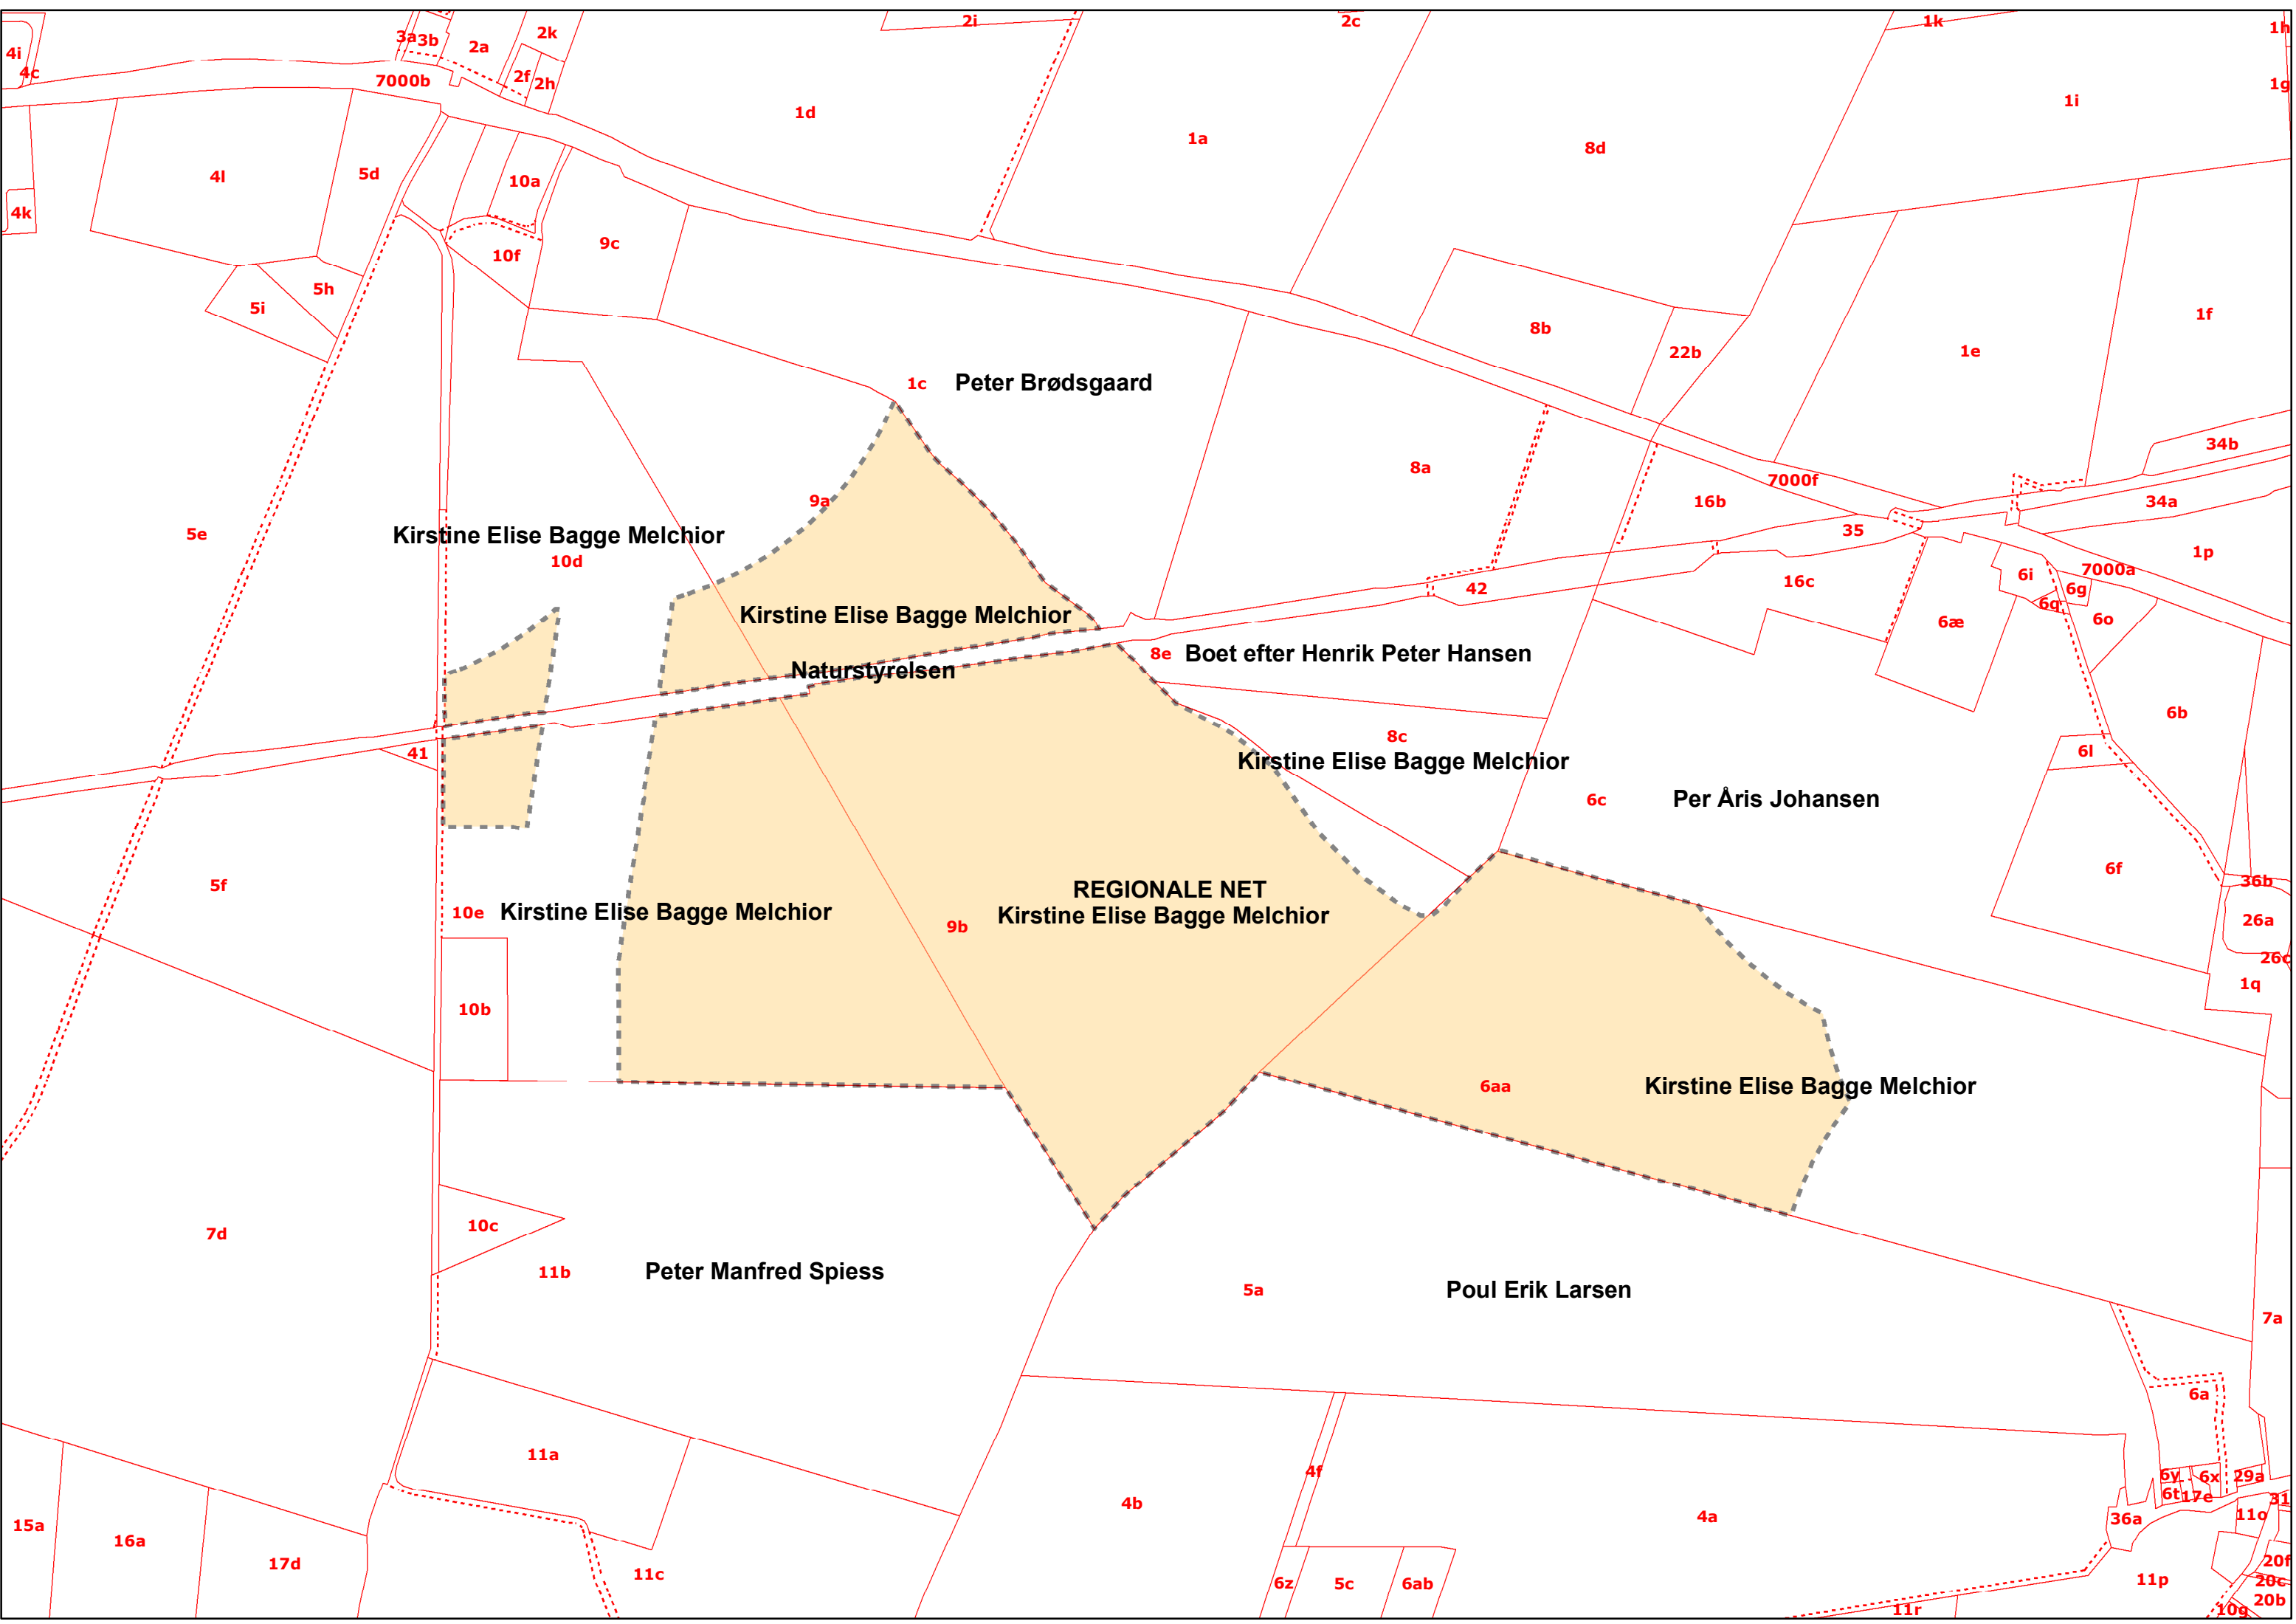 2i
2c
1k
1h
3a
3b
2a
2k
4i
4c
7000b
2f
2h
1g
1d
1a
1i
8d
4l
5d
10a
4k
9c
10f
5h
5i
1f
8b
22b
1e
1c
Peter Brødsgaard
34b
8a
7000f
9a
16b
34a
5e
Kirstine Elise Bagge Melchior
35
10d
1p
7000a
16c
6i
6g
42
6q
Kirstine Elise Bagge Melchior
6o
6æ
8e
Boet efter Henrik Peter Hansen
Naturstyrelsen
6b
8c
41
6l
Kirstine Elise Bagge Melchior
6c
Per Åris Johansen
6f
36b
5f
REGIONALE NET
10e
Kirstine Elise Bagge Melchior
Kirstine Elise Bagge Melchior
26a
9b
26c
1q
10b
6aa
Kirstine Elise Bagge Melchior
10c
7d
11b
Peter Manfred Spiess
5a
Poul Erik Larsen
7a
6a
11a
4f
6y
6x
29a
6t
17e
31
4b
4a
11o
36a
15a
16a
17d
20f
11c
6z
5c
6ab
11p
20c
20b
11r
10g